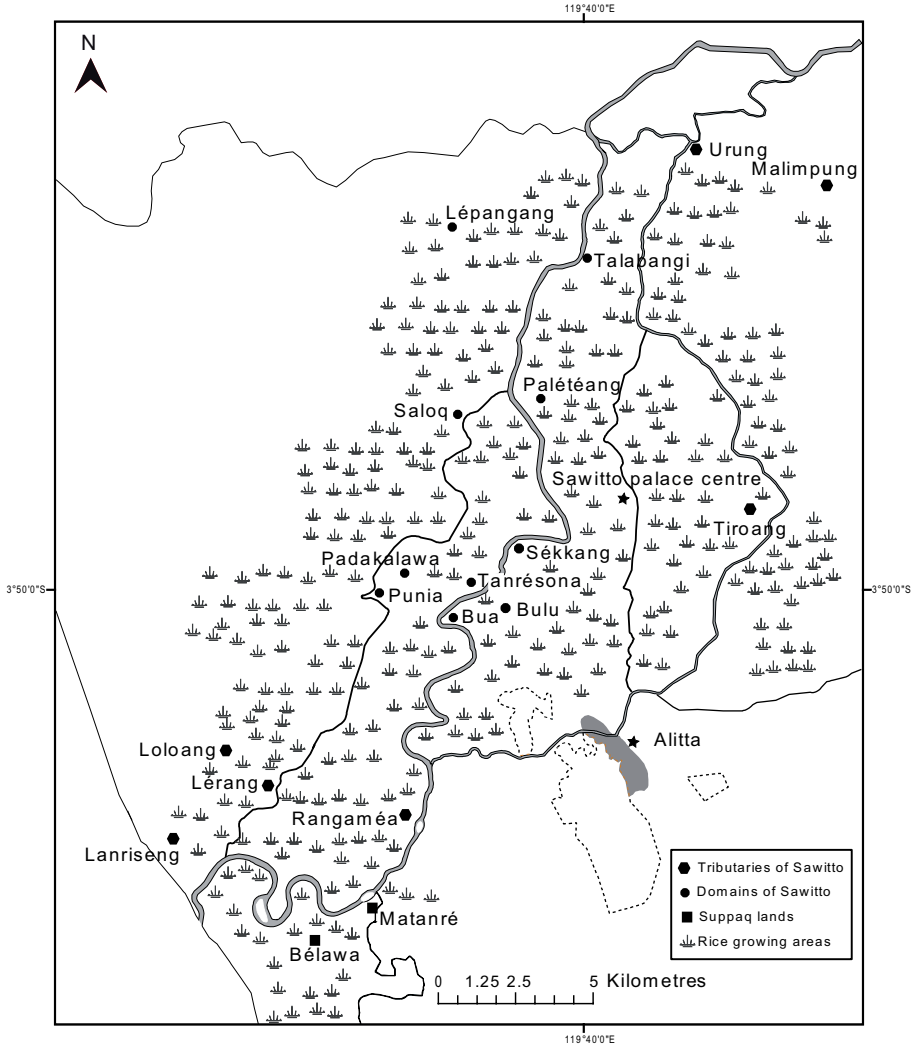 119°40'0"E
N
Urung
Malimpung
Lépangang
Talabangi
Palétéang
Saloq
Sawitto palace centre
Tiroang
Sékkang
Padakalawa
Tanrésona
3°50'0"S
3°50'0"S
Punia
Bulu
Bua
Alitta
Loloang
Lérang
Rangaméa
Lanriseng
Tributaries of Sawitto
Domains of Sawitto
Suppaq lands
Rice growing areas
Matanré
Bélawa
0 1.25 2.5 5 Kilometres
119°40'0"E